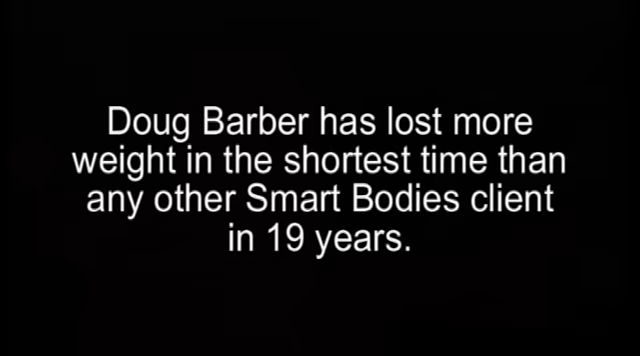 Doug Barber has lost more
weight in the shortest time than
any other Smart Bodies client
in 19 years.